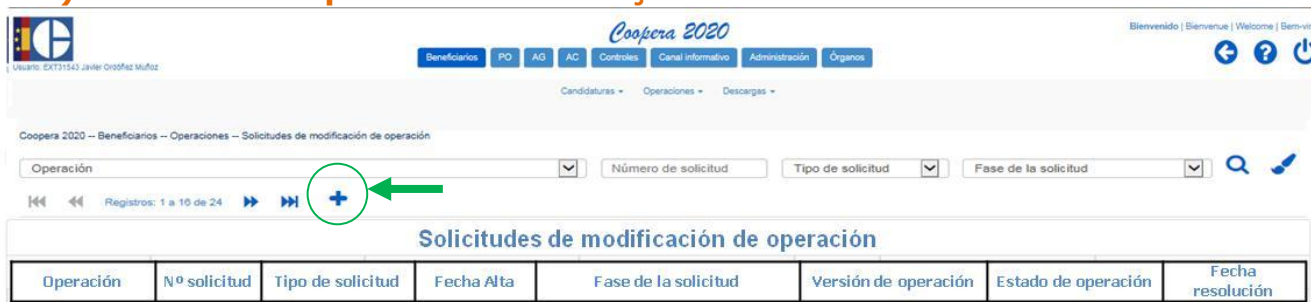 Coopera 2020
Bienvenido | Bienvenue | Welcome | Bem-vin
Usuario: EXT31543 Javier Ordóñez Muñoz
Beneficiarios PO AG AC Controles Canal informativo Administración Órganos
Candidaturas Operaciones Descargas
Coopera 2020 -- Beneficiarios -- Operaciones -- Solicitudes de modificación de operación
Operación Número de solicitud Tipo de solicitud Fase de la solicitud
Registros: 1 a 16 de 24
Solicitudes de modificación de operación
Operación Nº solicitud Tipo de solicitud Fecha Alta Fase de la solicitud Versión de operación Estado de operación Fecha resolución